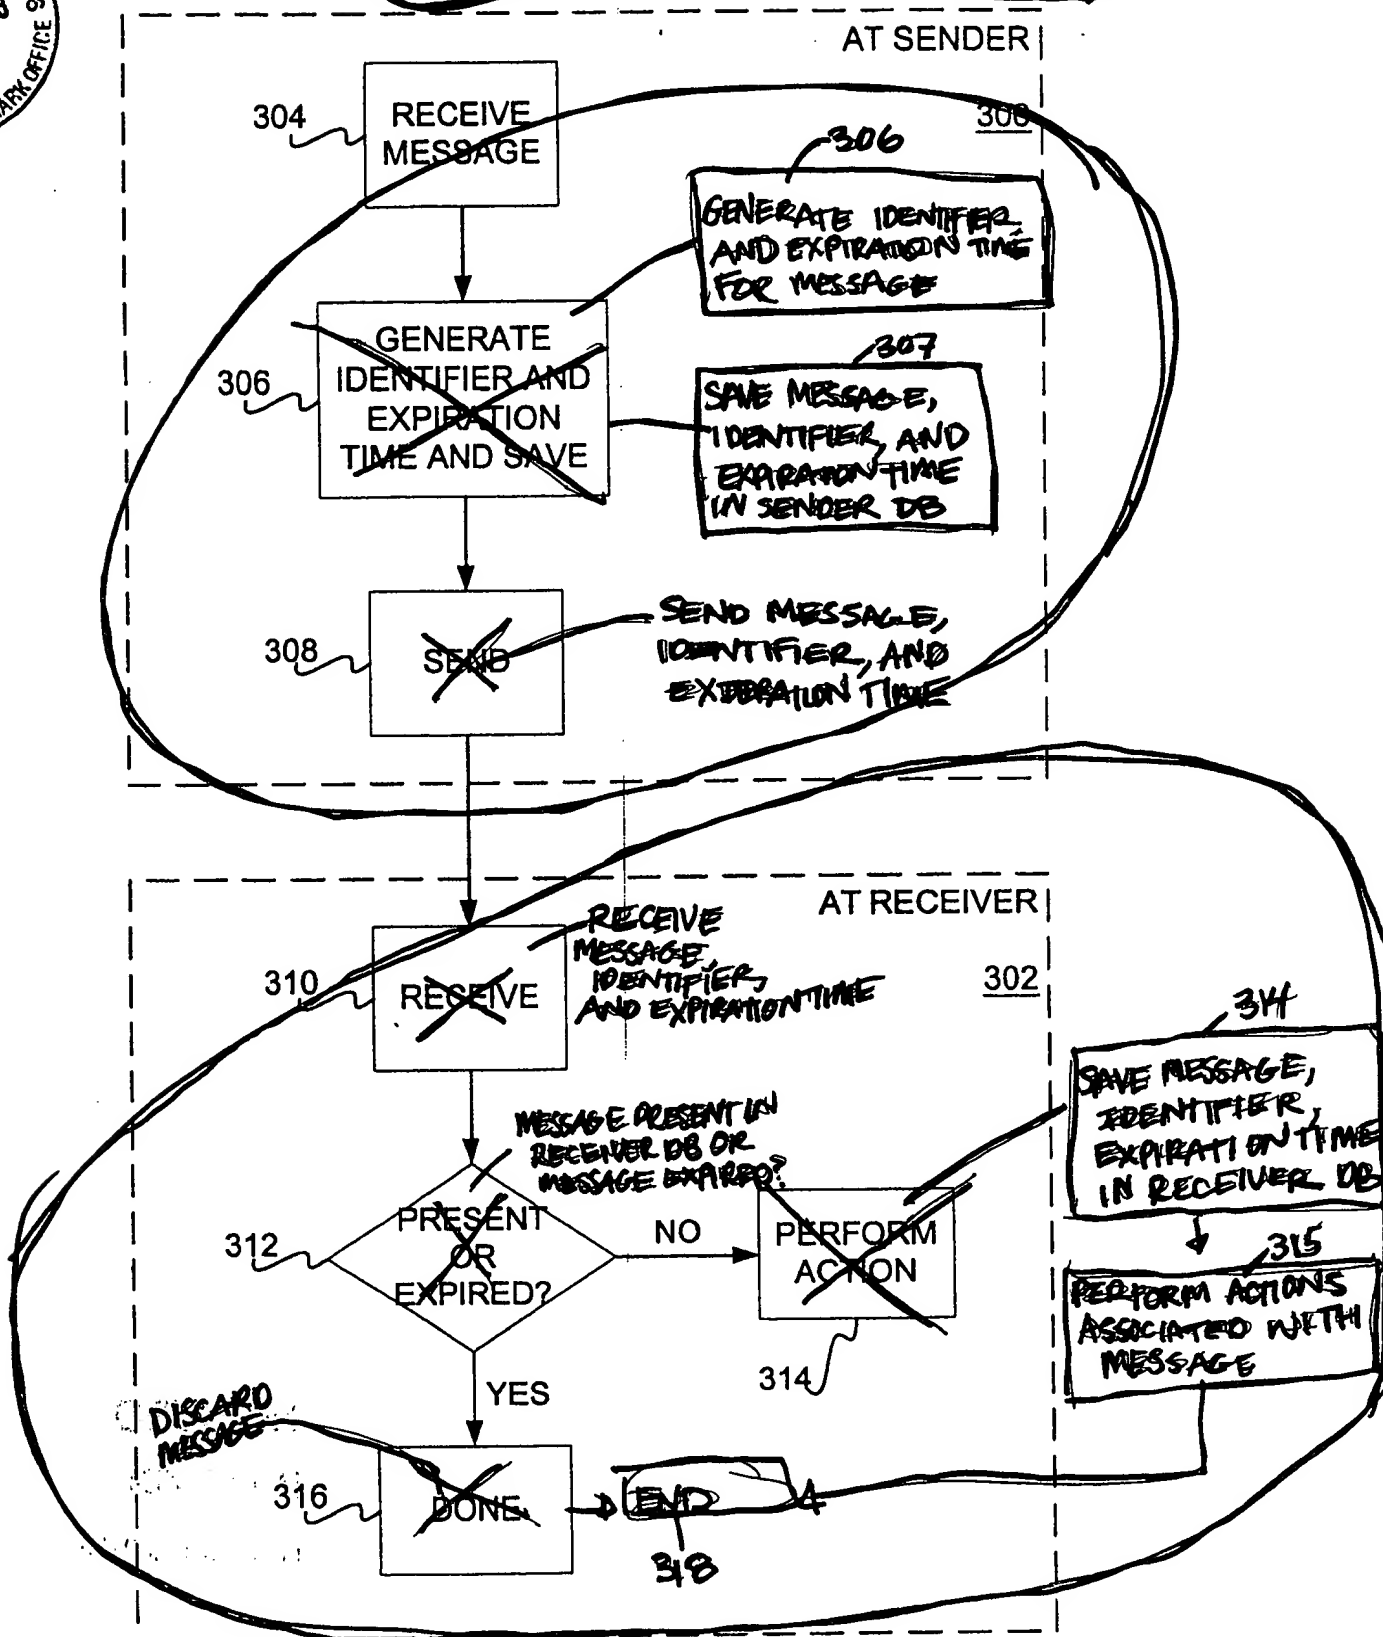 ARK OFFICE
AT SENDER
304
RECEIVE
MESSAGE
306
GENERATE IDENTIFIER
AND EXPIRATION TIME
FOR MESSAGE
306
GENERATE
IDENTIFIER AND
EXPIRATION
TIME AND SAVE
307
SAVE MESSAGE,
IDENTIFIER, AND
EXPIRATION TIME
IN SENDER DB
308
SEND
SEND MESSAGE,
IDENTIFIER, AND
EXPIRATION TIME
AT RECEIVER
302
310
RECEIVE
RECEIVE
MESSAGE,
IDENTIFIER,
AND EXPIRATION TIME
314
SAVE MESSAGE,
IDENTIFIER,
EXPIRATION TIME
IN RECEIVER DB
MESSAGE PRESENT IN
RECEIVER DB OR
MESSAGE EXPIRED?
312
PRESENT
OR
EXPIRED?
NO
PERFORM
ACTION
314
315
PERFORM ACTIONS
ASSOCIATED WITH
MESSAGE
YES
DISCARD
MESSAGE
316
DONE
END
318